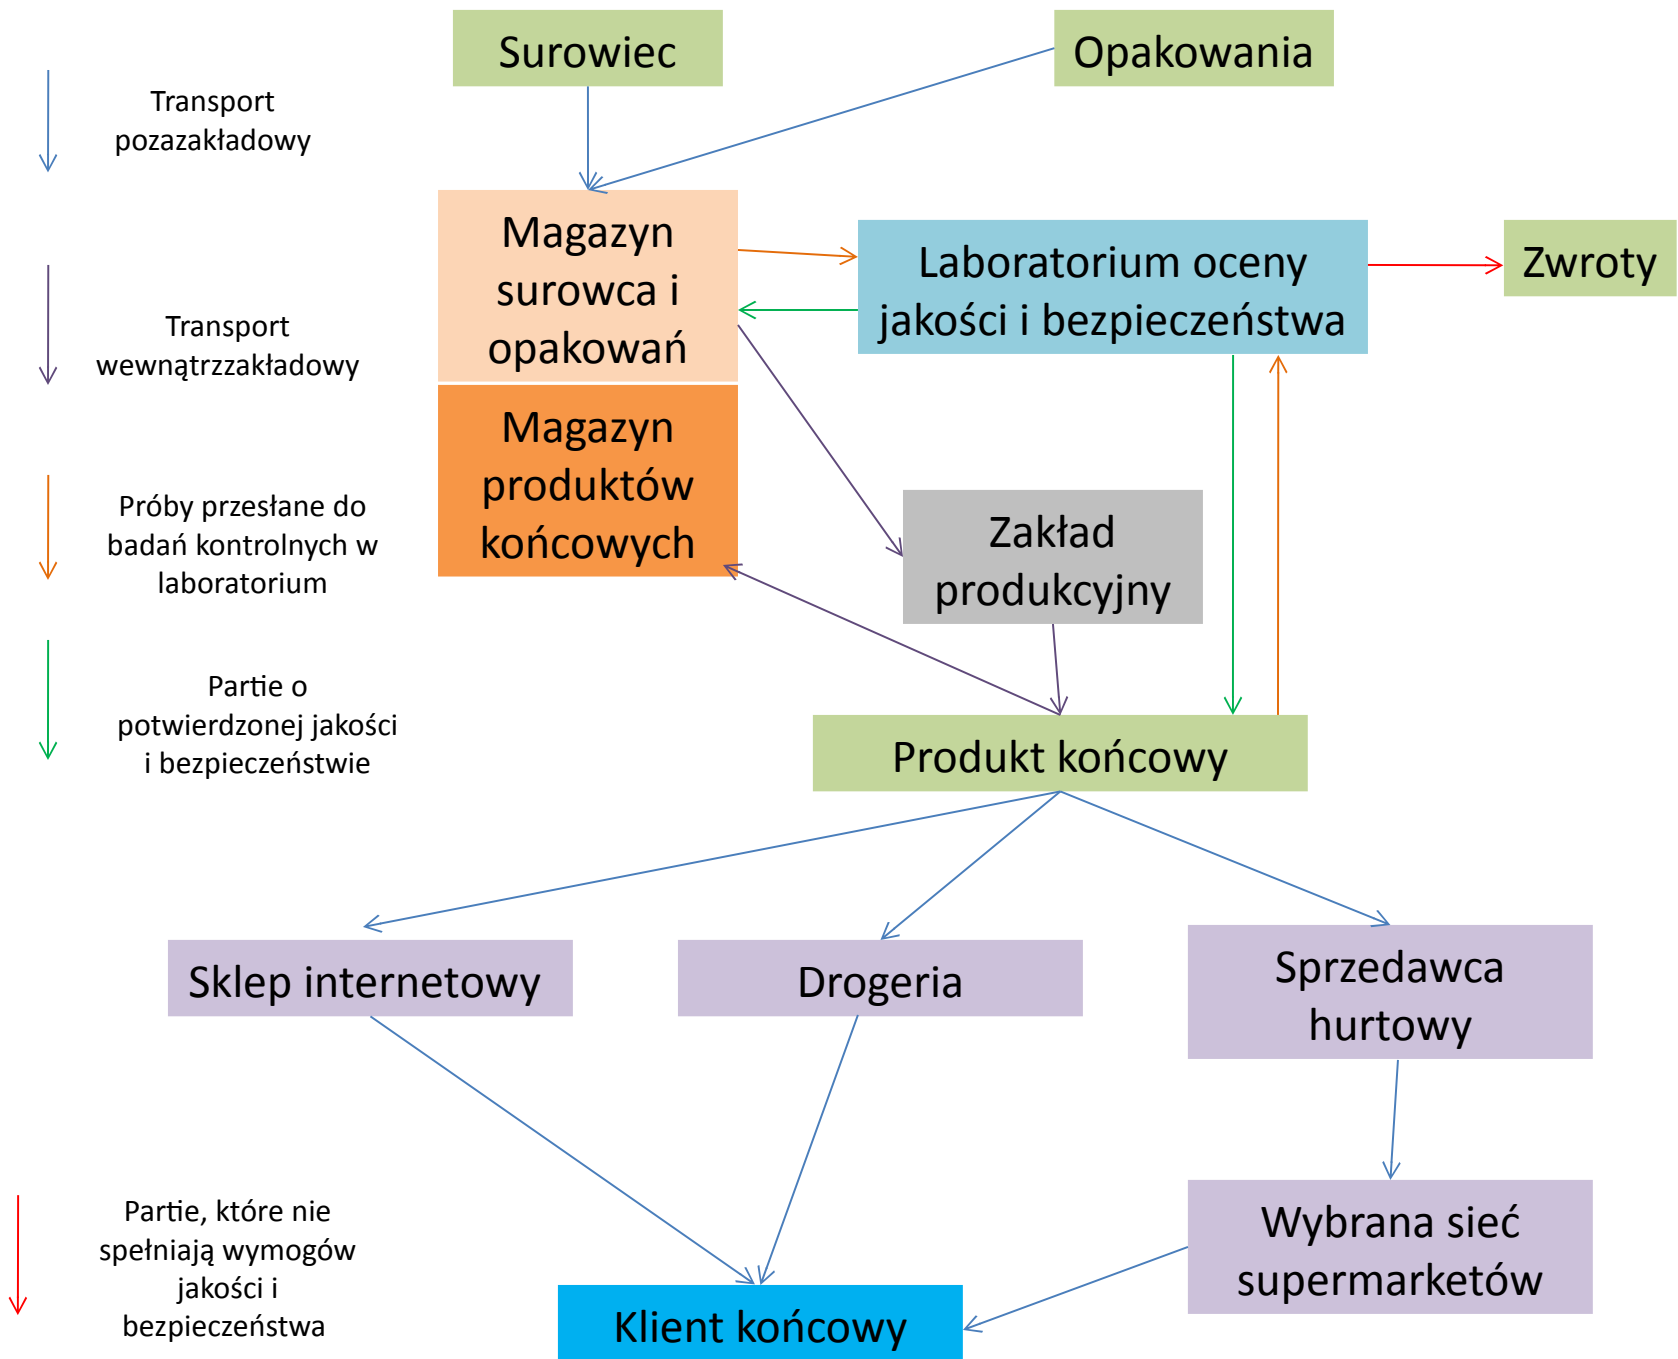 Surowiec
Opakowania
Transport
pozazakładowy
Magazyn
surowca i
opakowań
Laboratorium oceny
jakości i bezpieczeństwa
Zwroty
Transport
wewnątrzzakładowy
Magazyn
produktów
końcowych
Próby przesłane do
badań kontrolnych w
laboratorium
Zakład
produkcyjny
Partie o
potwierdzonej jakości
i bezpieczeństwie
Produkt końcowy
Sklep internetowy
Drogeria
Sprzedawca
hurtowy
Partie, które nie
spełniają wymogów
jakości i
bezpieczeństwa
Wybrana sieć
supermarketów
Klient końcowy